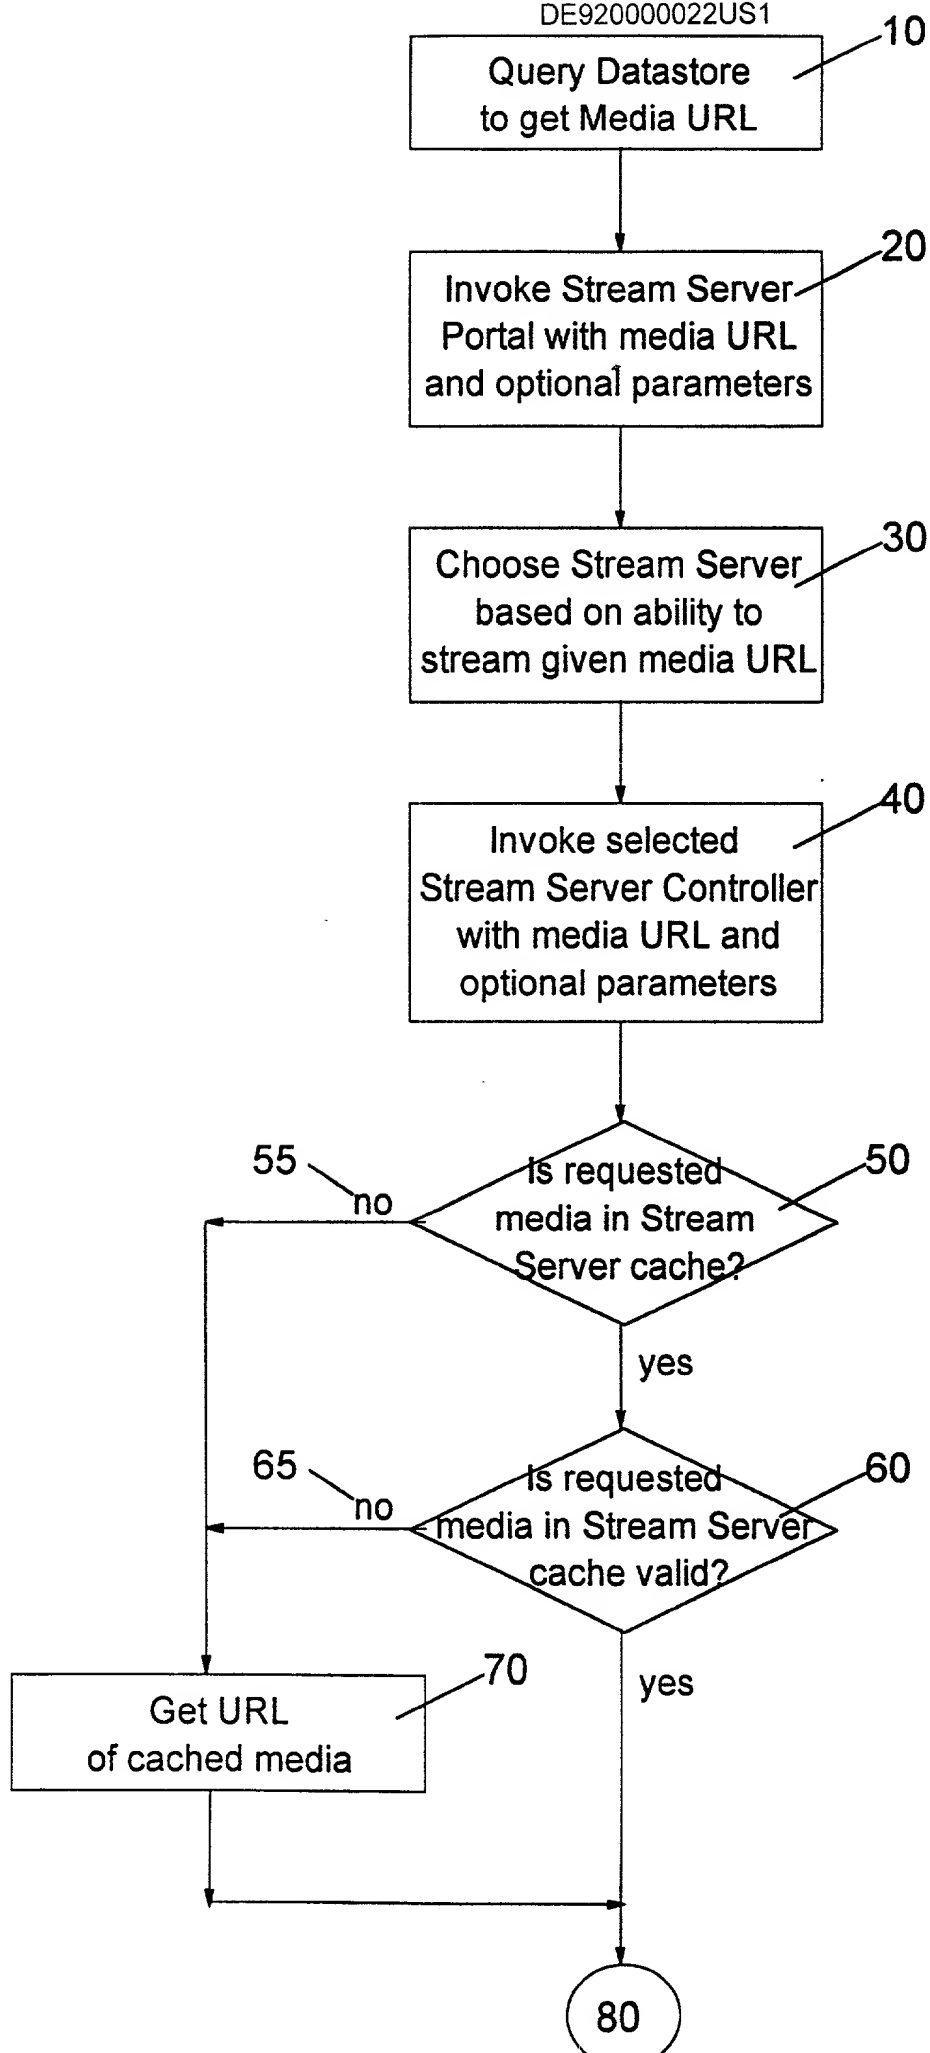 DE920000022US1
10
Query Datastore
to get Media URL
20
Invoke Stream Server
Portal with media URL
and optional parameters
30
Choose Stream Server
based on ability to
stream given media URL
40
Invoke selected
Stream Server Controller
with media URL and
optional parameters
55
no
50
Is requested
media in Stream
Server cache?
yes
65
no
60
Is requested
media in Stream Server
cache valid?
yes
70
Get URL
of cached media
80